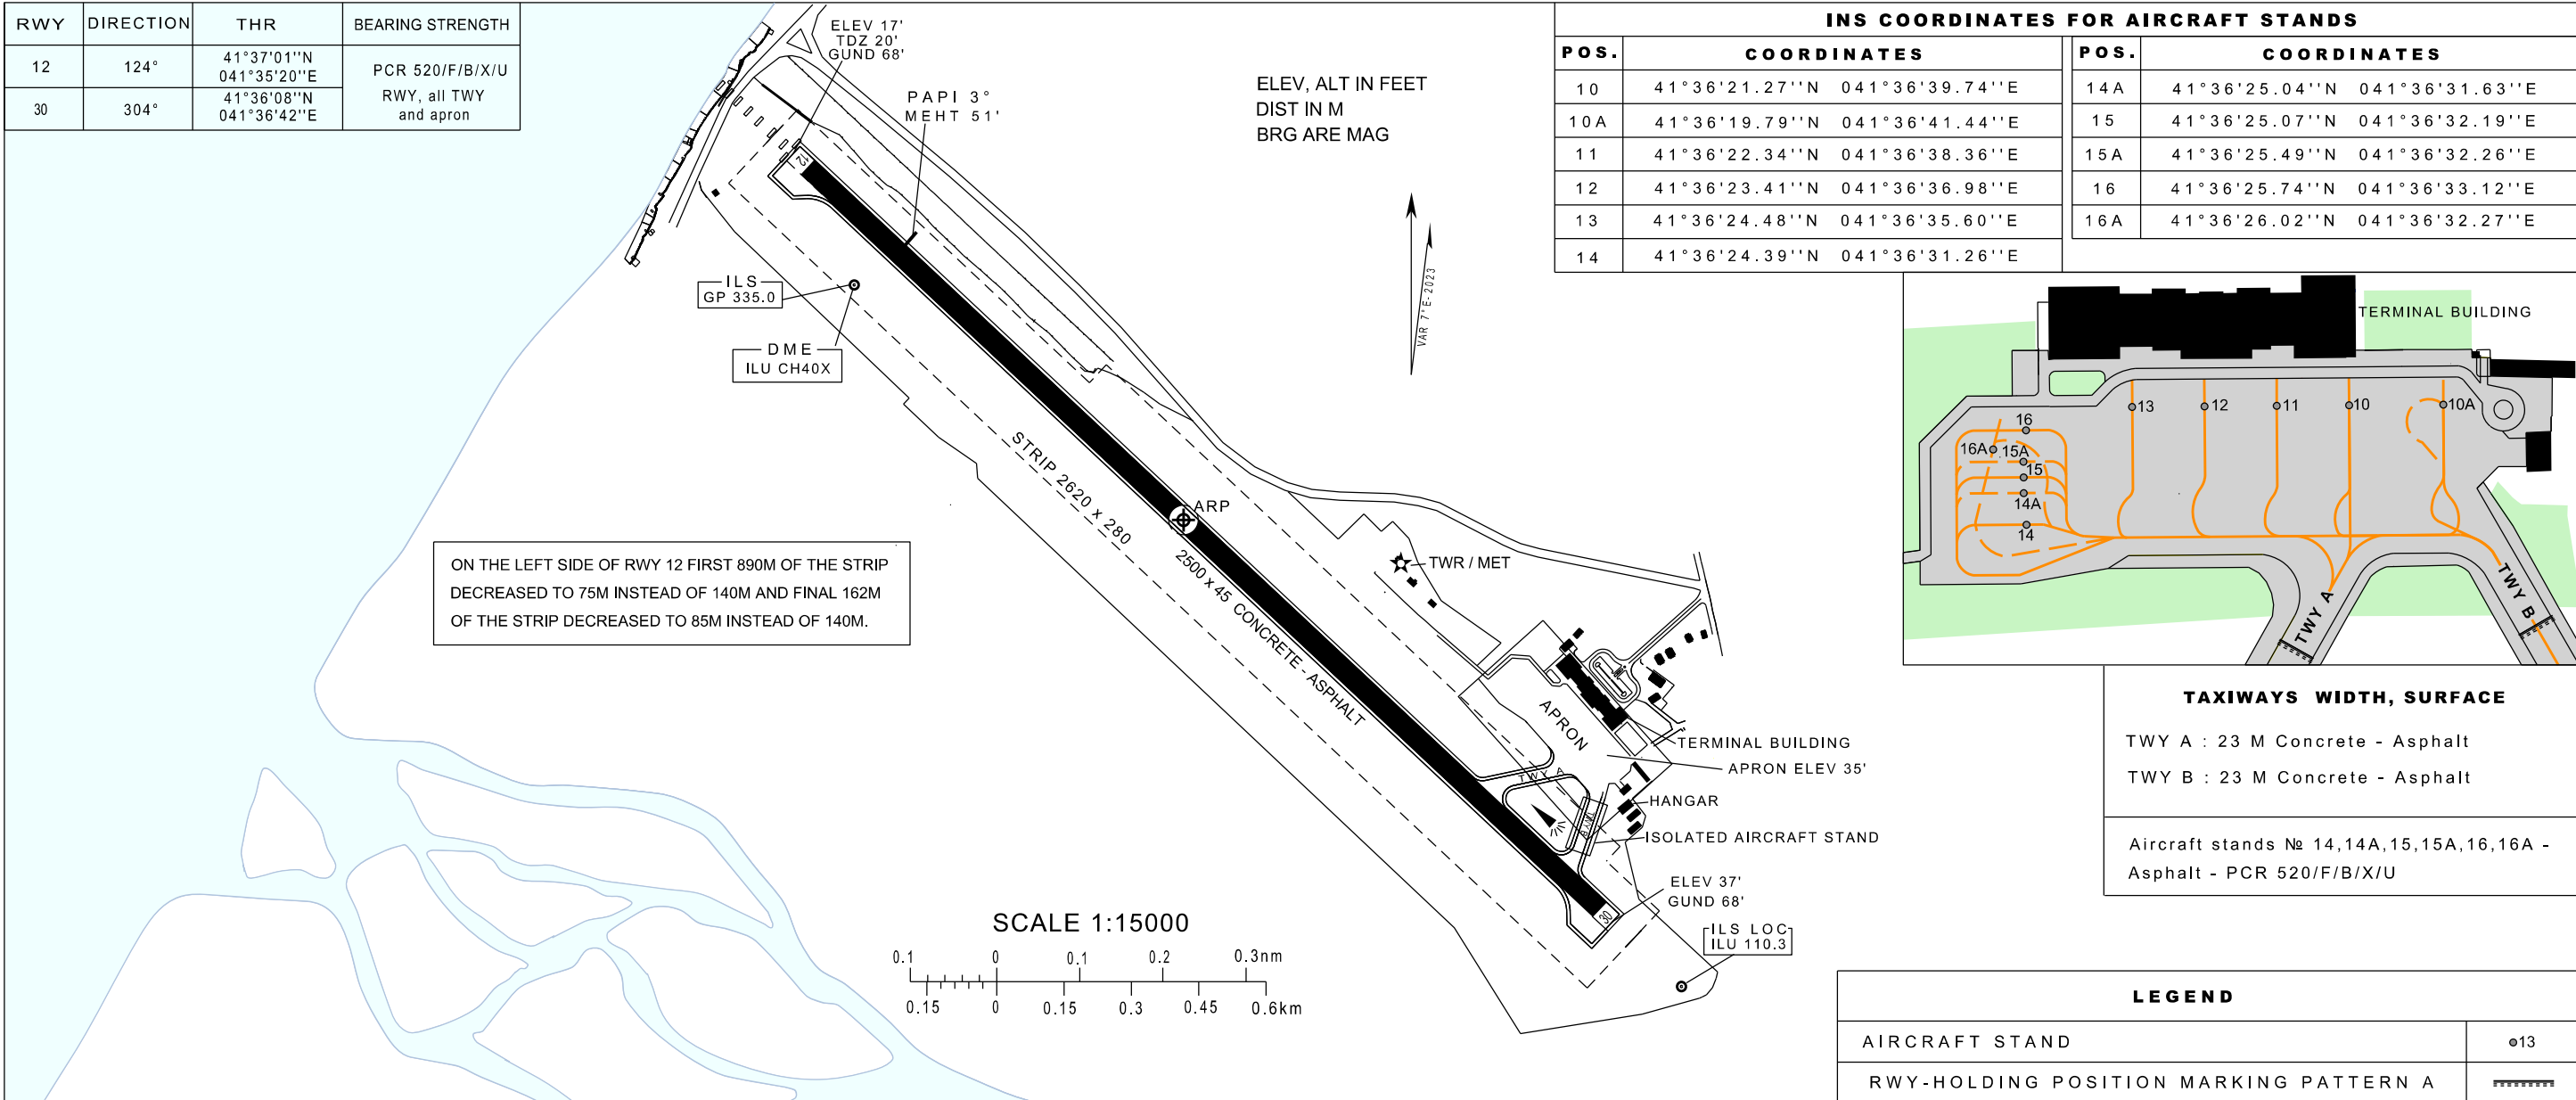 RWY DIRECTION THR BEARING STRENGTH
12 124° 41°37'01''N 041°35'20''E
30 304° 41°36'08''N 041°36'42''E
PCR 520/F/B/X/U
RWY, all TWY
and apron
ELEV 17'
TDZ 20'
GUND 68'
PAPI 3°
MEHT 51'
ELEV, ALT IN FEET
DIST IN M
BRG ARE MAG
VAR 7°E-2023
INS COORDINATES FOR AIRCRAFT STANDS
POS. COORDINATES POS. COORDINATES
10 41°36'21.27''N 041°36'39.74''E 14A 41°36'25.04''N 041°36'31.63''E
10A 41°36'19.79''N 041°36'41.44''E 15 41°36'25.07''N 041°36'32.19''E
11 41°36'22.34''N 041°36'38.36''E 15A 41°36'25.49''N 041°36'32.26''E
12 41°36'23.41''N 041°36'36.98''E 16 41°36'25.74''N 041°36'33.12''E
13 41°36'24.48''N 041°36'35.60''E 16A 41°36'26.02''N 041°36'32.27''E
14 41°36'24.39''N 041°36'31.26''E
12
ILS
GP 335.0
DME
ILU CH40X
STRIP 2620 x 280
ARP
2500 x 45 CONCRETE - ASPHALT
TWR / MET
ON THE LEFT SIDE OF RWY 12 FIRST 890M OF THE STRIP
DECREASED TO 75M INSTEAD OF 140M AND FINAL 162M
OF THE STRIP DECREASED TO 85M INSTEAD OF 140M.
APRON
TERMINAL BUILDING
APRON ELEV 35'
TWY A
HANGAR
TWY B
ISOLATED AIRCRAFT STAND
ELEV 37'
GUND 68'
30
ILS LOC
ILU 110.3
SCALE 1:15000
0.1 0 0.1 0.2 0.3nm
0.15 0 0.15 0.3 0.45 0.6km
TERMINAL BUILDING
13 12 11 10 10A
16
16A 15A
15
14A
14
TWY A
TWY B
TAXIWAYS WIDTH, SURFACE
TWY A : 23 M Concrete - Asphalt
TWY B : 23 M Concrete - Asphalt
Aircraft stands № 14,14A,15,15A,16,16A -
Asphalt - PCR 520/F/B/X/U
LEGEND
AIRCRAFT STAND 13
RWY-HOLDING POSITION MARKING PATTERN A